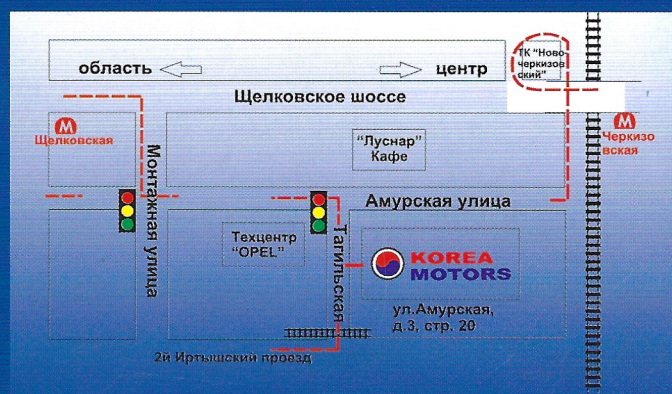 ТК "Ново-
черкизов
ский"
область
центр
Щелковское шоссе
М
Щелковская
М
Черкизо
вская
"Луснар"
Кафе
Монтажная улица
Амурская улица
Техцентр
"OPEL"
Тагильская
KOREA
MOTORS
ул.Амурская,
д.3, стр. 20
2й Иртышский проезд